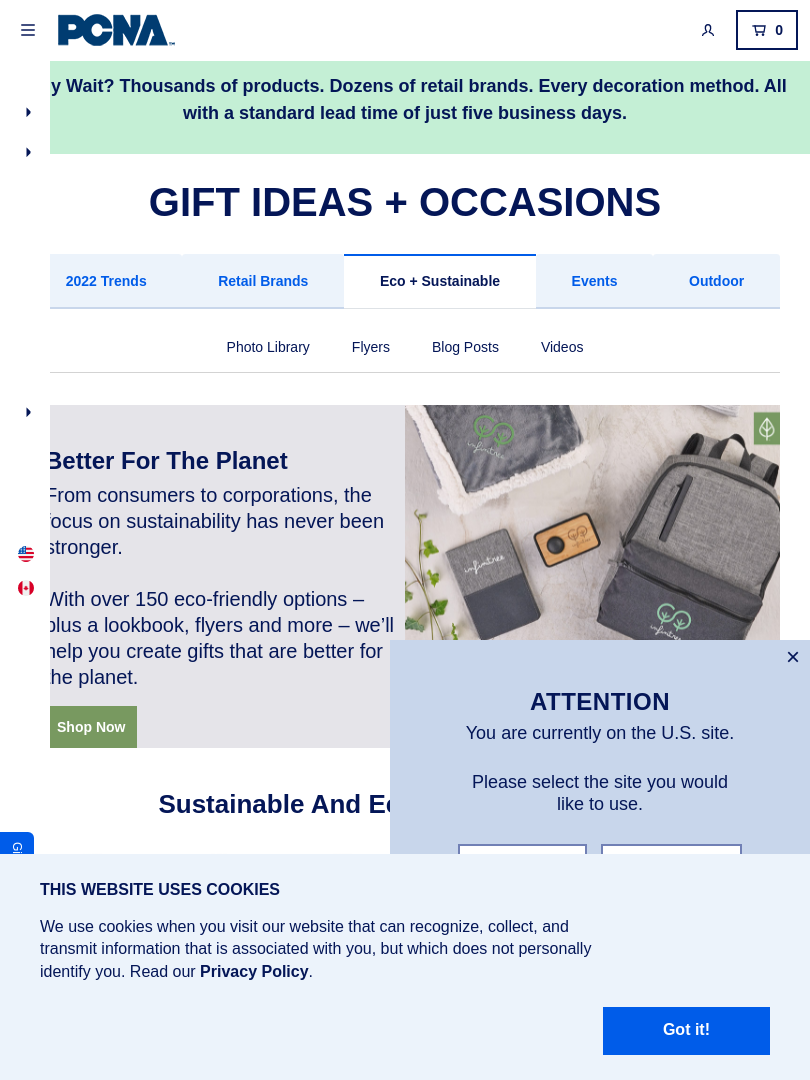 PCNA
0
y Wait? Thousands of products. Dozens of retail brands. Every decoration method. All
with a standard lead time of just five business days.
GIFT IDEAS + OCCASIONS
2022 Trends
Retail Brands
Eco + Sustainable
Events
Outdoor
Photo Library
Flyers
Blog Posts
Videos
Better For The Planet
From consumers to corporations, the
focus on sustainability has never been
stronger.
With over 150 eco-friendly options –
plus a lookbook, flyers and more – we’ll
help you create gifts that are better for
the planet.
Shop Now
infinitree
infinitree
infinitree
ATTENTION
You are currently on the U.S. site.
Please select the site you would
like to use.
Sustainable And
THIS WEBSITE USES COOKIES
We use cookies when you visit our website that can recognize, collect, and
transmit information that is associated with you, but which does not personally
identify you. Read our Privacy Policy.
Got it!